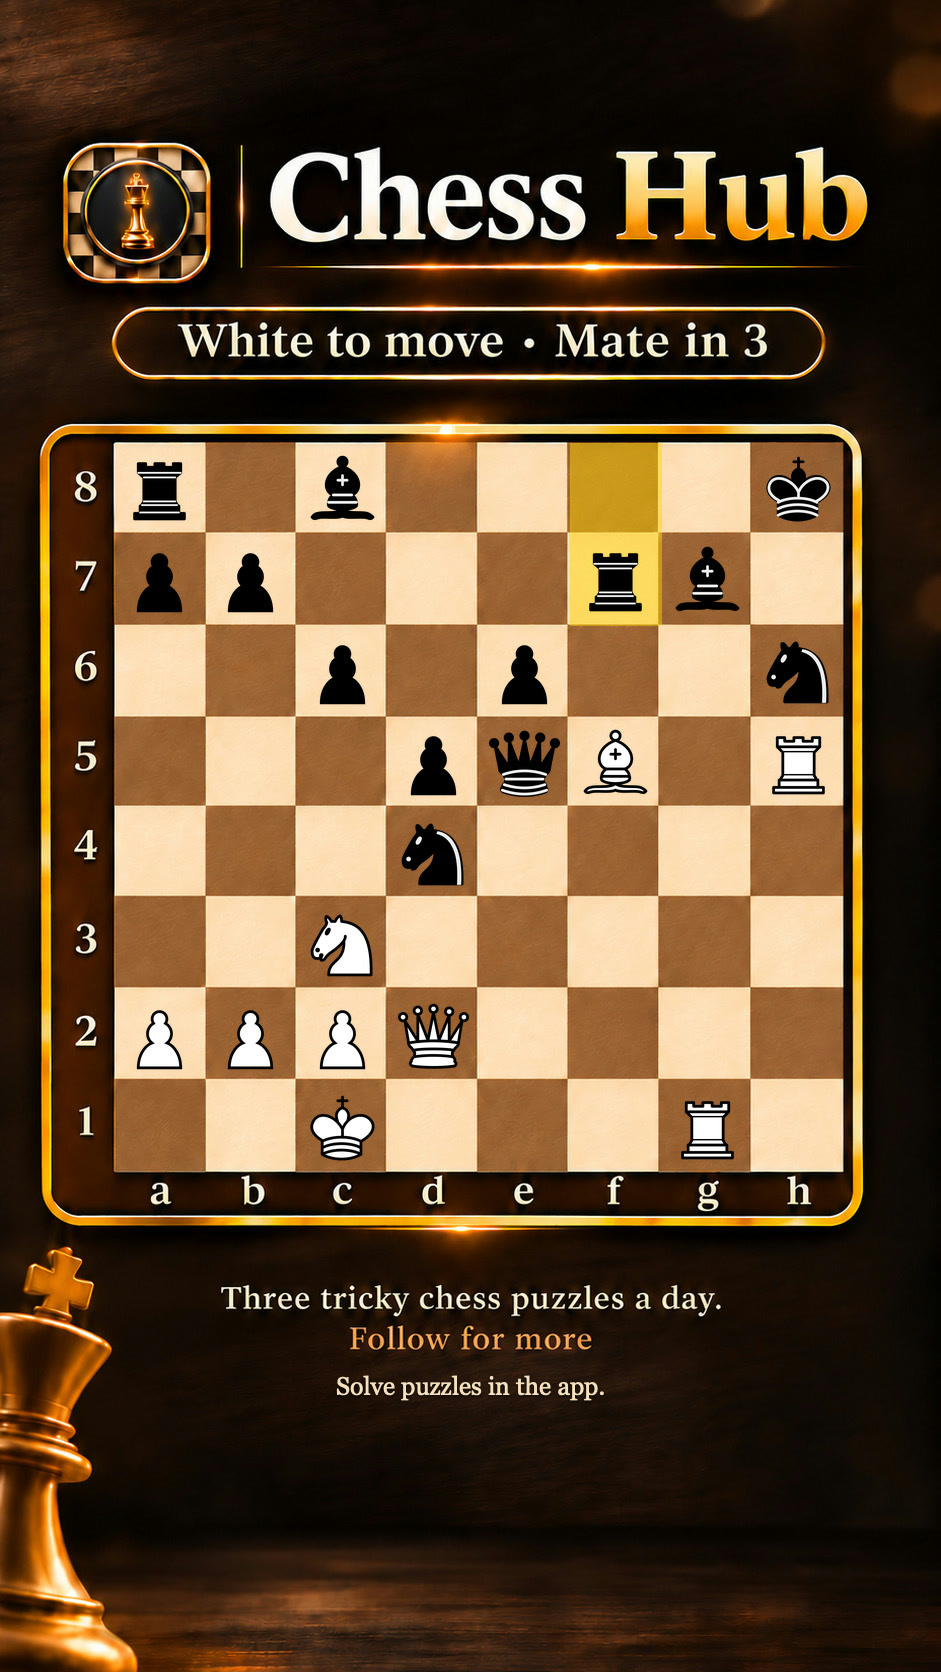 Chess Hub
White to move • Mate in 3
8
7
6
5
4
3
2
1
a b c d e f g h
Three tricky chess puzzles a day.
Follow for more
Solve puzzles in the app.